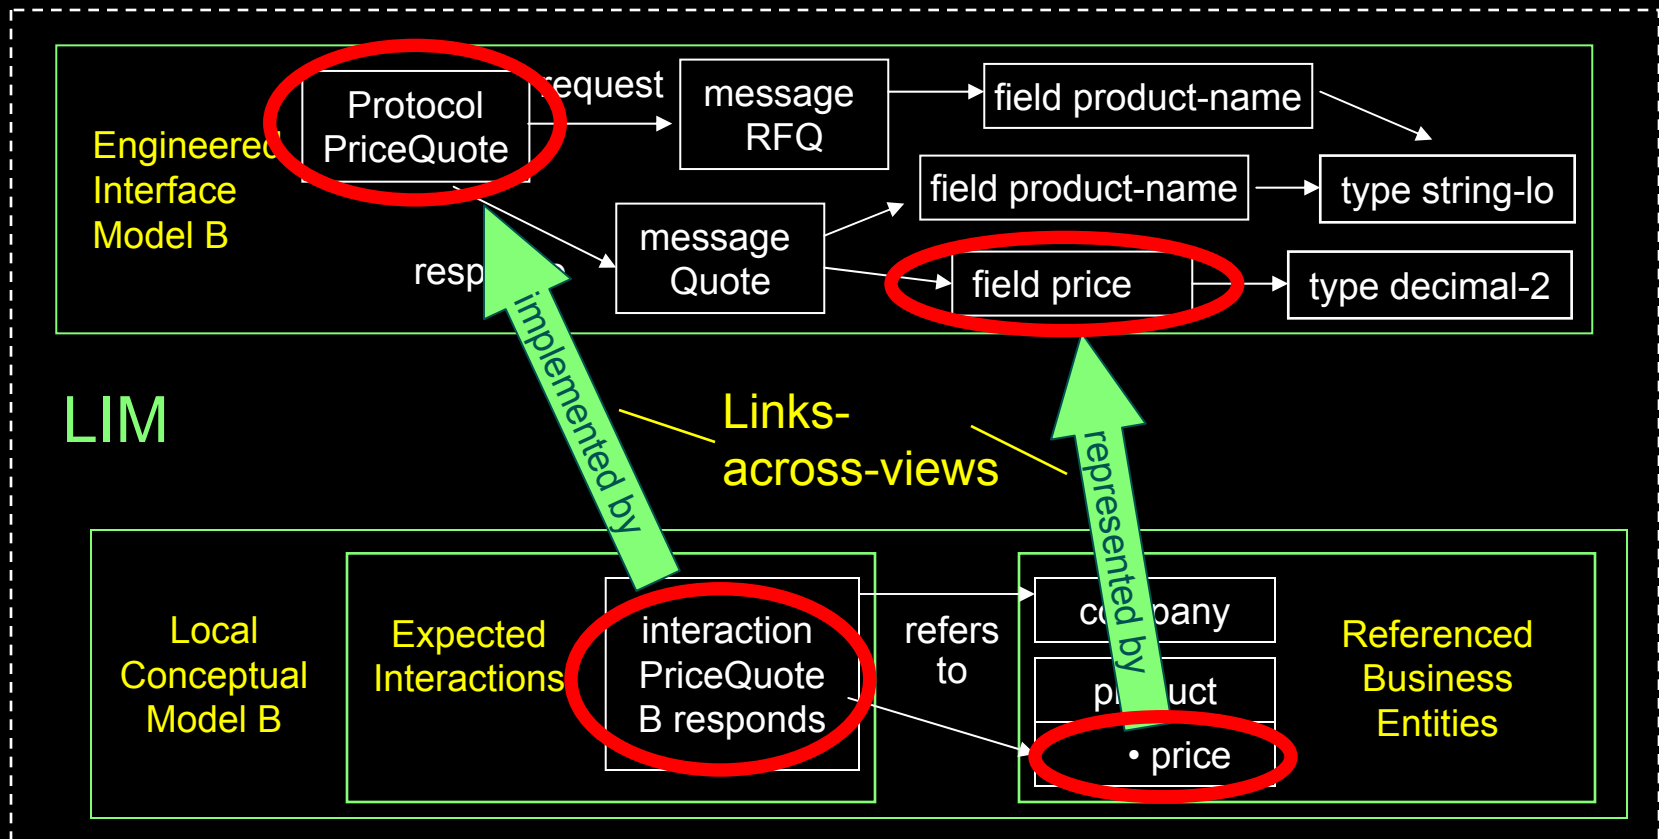 Engineered
Interface
Model B
Protocol
PriceQuote
request
message
RFQ
field product-name
field product-name
type string-lo
message
Quote
field price
type decimal-2
implemented by
LIM
Links-
across-views
represented by
Local
Conceptual
Model B
Expected
Interactions
interaction
PriceQuote
B responds
refers
to
company
product
• price
Referenced
Business
Entities